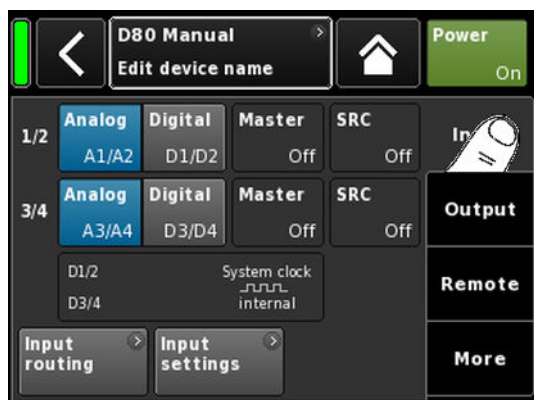 D80 Manual
Edit device name
Power
On
1/2
Analog
A1/A2
Digital
D1/D2
Master
Off
SRC
Off
3/4
Analog
A3/A4
Digital
D3/D4
Master
Off
SRC
Off
D1/2
D3/4
System clock
internal
Input
routing
Input
settings
Output
Remote
More